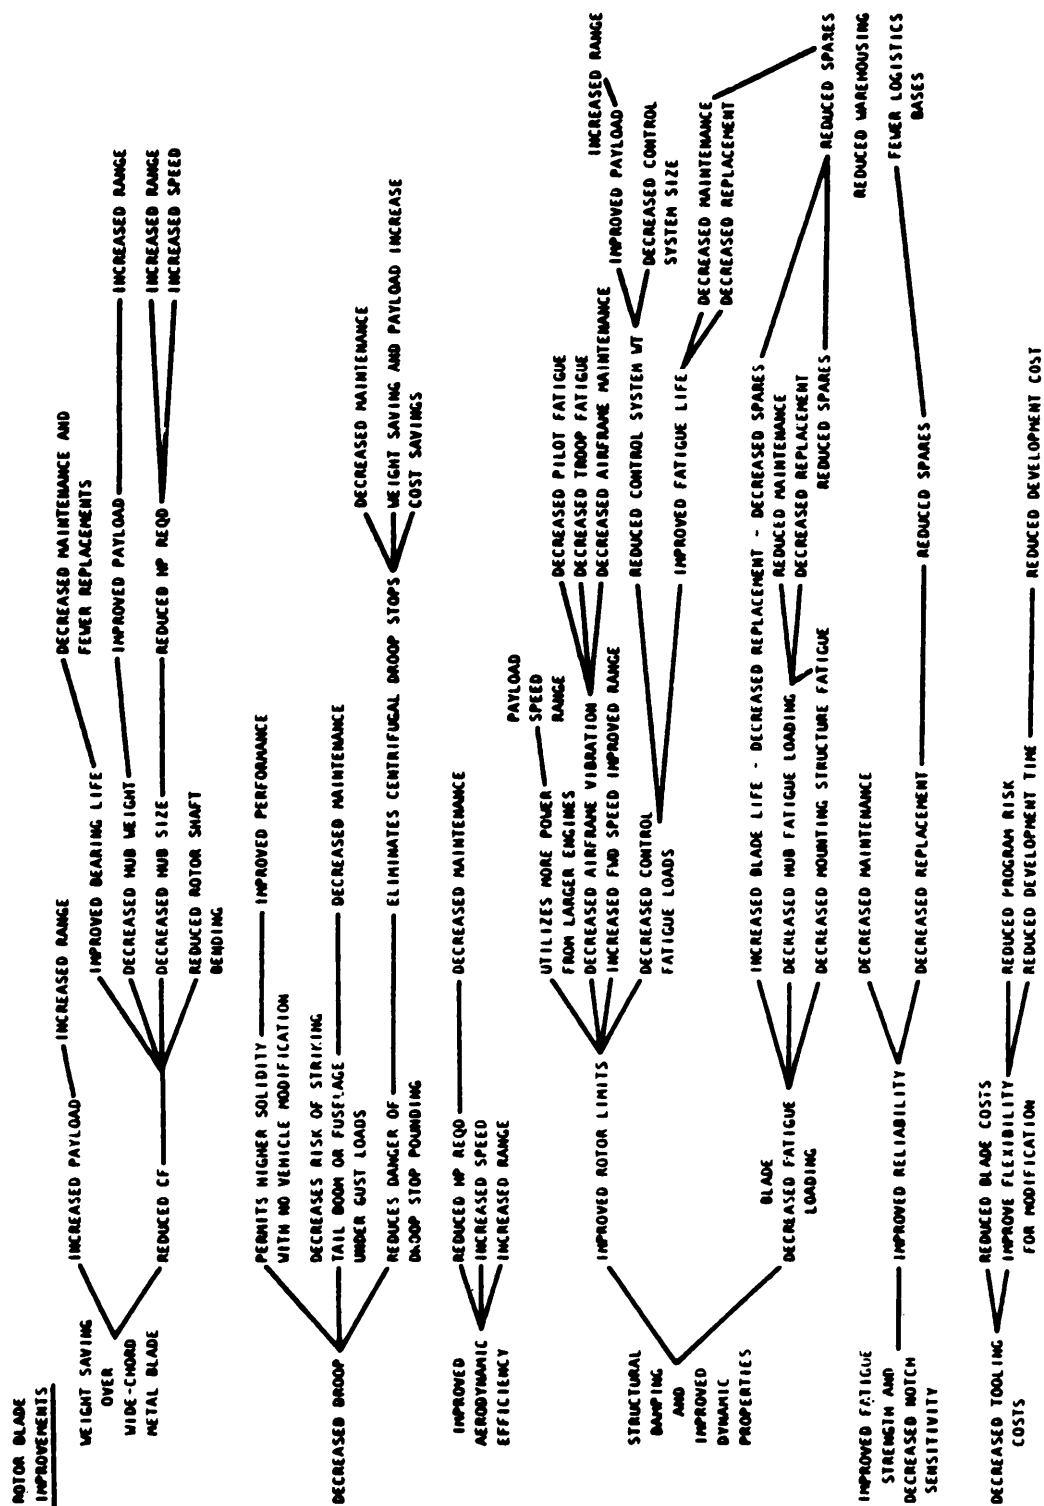 ROTOR BLADE
IMPROVEMENTS
WEIGHT SAVING
OVER
WIDE-CHORD
METAL BLADE
INCREASED PAYLOAD
INCREASED RANGE
REDUCED CF
IMPROVED BEARING LIFE
DECREASED MAINTENANCE AND
FEWER REPLACEMENTS
DECREASED HUB WEIGHT
IMPROVED PAYLOAD
INCREASED RANGE
DECREASED HUB SIZE
REDUCED HP REQD
INCREASED RANGE
INCREASED SPEED
REDUCED ROTOR SHAFT
BENDING
DECREASED DROOP
PERMITS HIGHER SOLIDITY
WITH NO VEHICLE MODIFICATION
IMPROVED PERFORMANCE
DECREASES RISK OF STRIKING
TAIL BOOM OR FUSELAGE
UNDER GUST LOADS
DECREASED MAINTENANCE
REDUCES DANGER OF
DROOP STOP POUNDING
ELIMINATES CENTRIFUGAL DROOP STOPS
DECREASED MAINTENANCE
WEIGHT SAVING AND PAYLOAD INCREASE
COST SAVINGS
IMPROVED
AERODYNAMIC
EFFICIENCY
REDUCED HP REQD
INCREASED SPEED
INCREASED RANGE
DECREASED MAINTENANCE
STRUCTURAL
DAMPING
AND
IMPROVED
DYNAMIC
PROPERTIES
IMPROVED ROTOR LIMITS
UTILIZES MORE POWER
FROM LARGER ENGINES
PAYLOAD
SPEED
RANGE
DECREASED AIRFRAME VIBRATION
DECREASED PILOT FATIGUE
DECREASED TROOP FATIGUE
DECREASED AIRFRAME MAINTENANCE
INCREASED FWD SPEED IMPROVED RANGE
DECREASED CONTROL
FATIGUE LOADS
REDUCED CONTROL SYSTEM WT
IMPROVED PAYLOAD
INCREASED RANGE
DECREASED CONTROL
SYSTEM SIZE
IMPROVED FATIGUE LIFE
DECREASED MAINTENANCE
DECREASED REPLACEMENT
BLADE
DECREASED FATIGUE
LOADING
INCREASED BLADE LIFE - DECREASED REPLACEMENT - DECREASED SPARES
DECREASED HUB FATIGUE LOADING
REDUCED MAINTENANCE
DECREASED REPLACEMENT
REDUCED SPARES
DECREASED MOUNTING STRUCTURE FATIGUE
REDUCED SPARES
REDUCED SPARES
REDUCED WAREHOUSING
FEWER LOGISTICS
BASES
IMPROVED FATIGUE
STRENGTH AND
DECREASED NOTCH
SENSITIVITY
IMPROVED RELIABILITY
DECREASED MAINTENANCE
DECREASED REPLACEMENT
REDUCED SPARES
DECREASED TOOLING
COSTS
REDUCED BLADE COSTS
IMPROVE FLEXIBILITY
FOR MODIFICATION
REDUCED PROGRAM RISK
REDUCED DEVELOPMENT TIME
REDUCED DEVELOPMENT COST